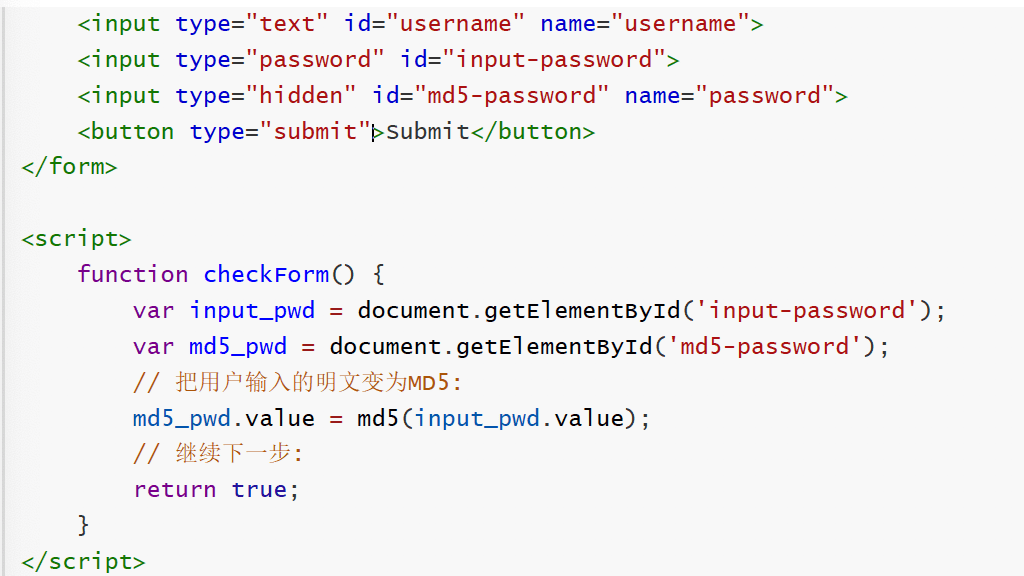 <input type="text" id="username" name="username">
<input type="password" id="input-password">
<input type="hidden" id="md5-password" name="password">
<button type="submit">Submit</button>
</form>
<script>
function checkForm() {
var input_pwd = document.getElementById('input-password');
var md5_pwd = document.getElementById('md5-password');
// 把用户输入的明文变为MD5:
md5_pwd.value = md5(input_pwd.value);
// 继续下一步:
return true;
}
</script>